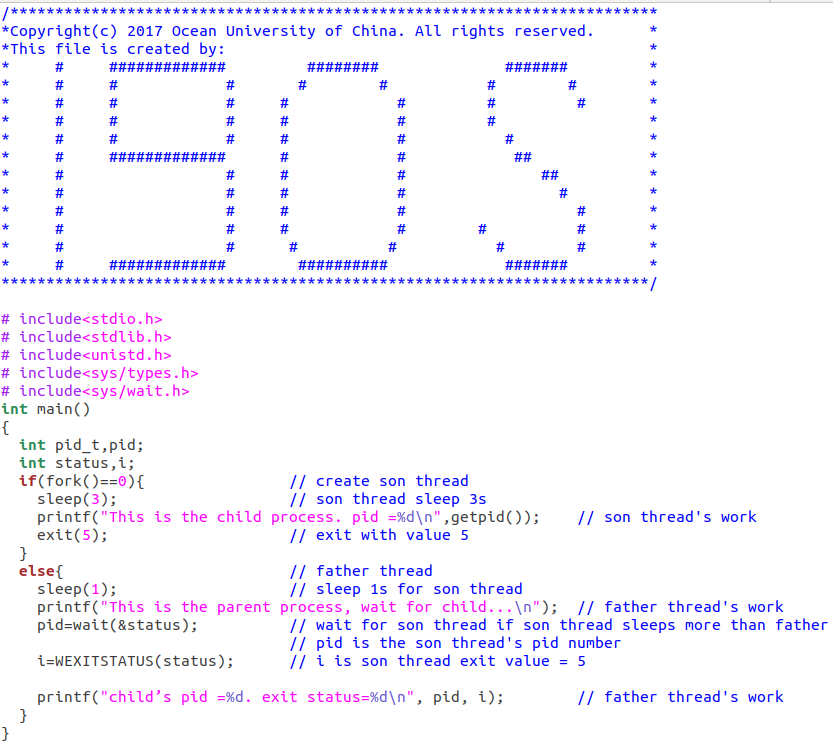 /************************************************************************
*Copyright(c) 2017 Ocean University of China. All rights reserved.      *
*This file is created by:                                               *
*     #     #############         ########              #######         *
*     #     #            #       #        #           #        #        *
*     #     #            #     #            #         #         #       *
*     #     #            #     #            #         #                 *
*     #     #            #     #            #           #               *
*     #     #############      #            #            ##             *
*     #                  #     #            #               ##          *
*     #                  #     #            #                 #         *
*     #                  #     #            #                   #       *
*     #                  #     #            #        #          #       *
*     #                  #      #          #           #        #       *
*     #     #############        ##########             #######         *
************************************************************************/
# include<stdio.h>
# include<stdlib.h>
# include<unistd.h>
# include<sys/types.h>
# include<sys/wait.h>
int main()
{
  int pid_t,pid;
  int status,i;
  if(fork()==0){                // create son thread
    sleep(3);                   // son thread sleep 3s
    printf("This is the child process. pid =%d\n",getpid());    // son thread's work
    exit(5);                    // exit with value 5
  }
  else{                         // father thread
    sleep(1);                   // sleep 1s for son thread
    printf("This is the parent process, wait for child...\n");  // father thread's work
    pid=wait(&status);          // wait for son thread if son thread sleeps more than father
                                // pid is the son thread's pid number
    i=WEXITSTATUS(status);      // i is son thread exit value = 5
    printf("child’s pid =%d. exit status=%d\n", pid, i);        // father thread's work
  }
}